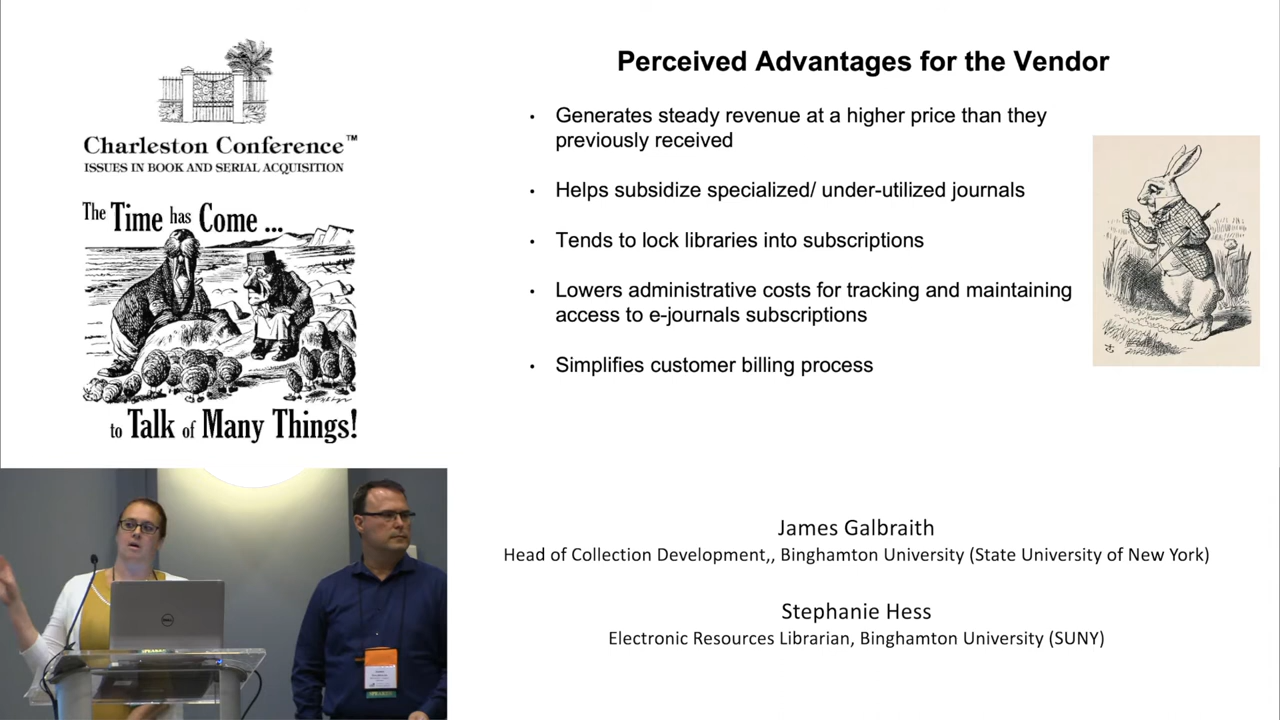 Charleston Conference™
ISSUES IN BOOK AND SERIAL ACQUISITION
The Time has Come ...
to Talk of Many Things!
Perceived Advantages for the Vendor
• Generates steady revenue at a higher price than they
previously received
• Helps subsidize specialized/ under-utilized journals
• Tends to lock libraries into subscriptions
• Lowers administrative costs for tracking and maintaining
access to e-journals subscriptions
• Simplifies customer billing process
James Galbraith
Head of Collection Development,, Binghamton University (State University of New York)
Stephanie Hess
Electronic Resources Librarian, Binghamton University (SUNY)
DELL